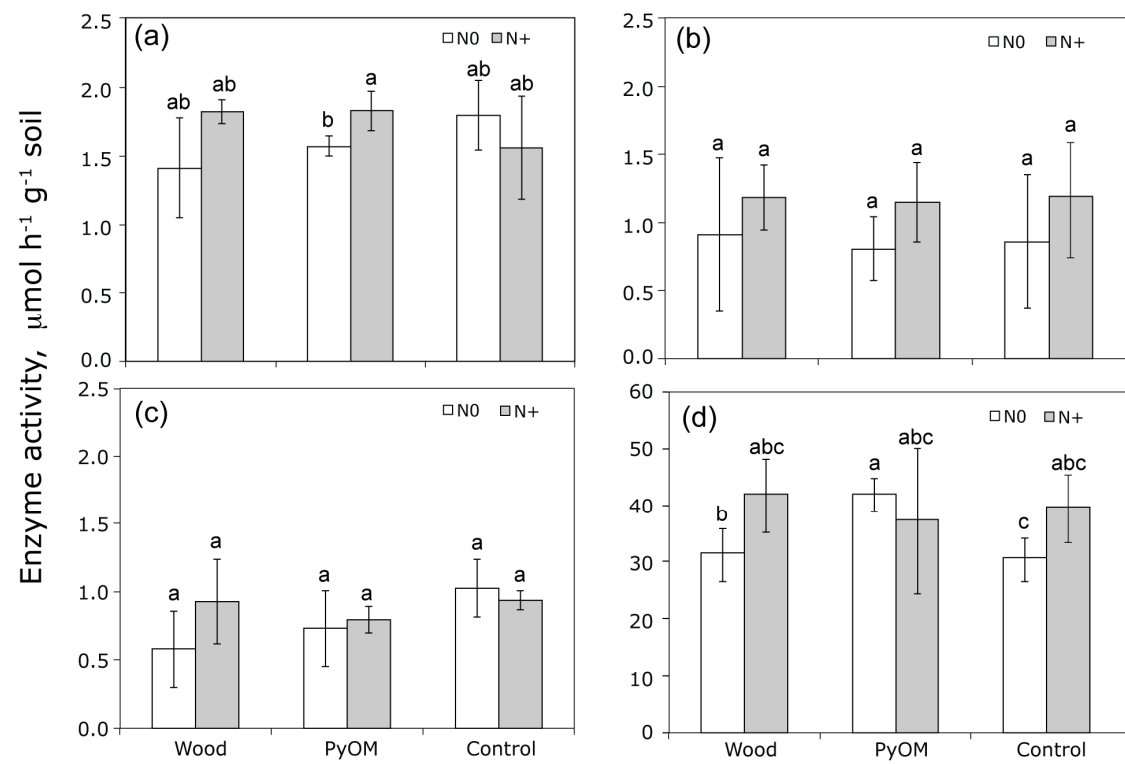 Enzyme activity, μmol h-1 g-1 soil
(a)
N0 N+
2.5
2.0
1.5
1.0
0.5
0.0
ab ab b a ab ab
(b)
N0 N+
2.5
2.0
1.5
1.0
0.5
0.0
a a a a a a
(c)
N0 N+
2.5
2.0
1.5
1.0
0.5
0.0
a a a a a a
Wood PyOM Control
(d)
N0 N+
60
50
40
30
20
10
0
b abc a abc c abc
Wood PyOM Control